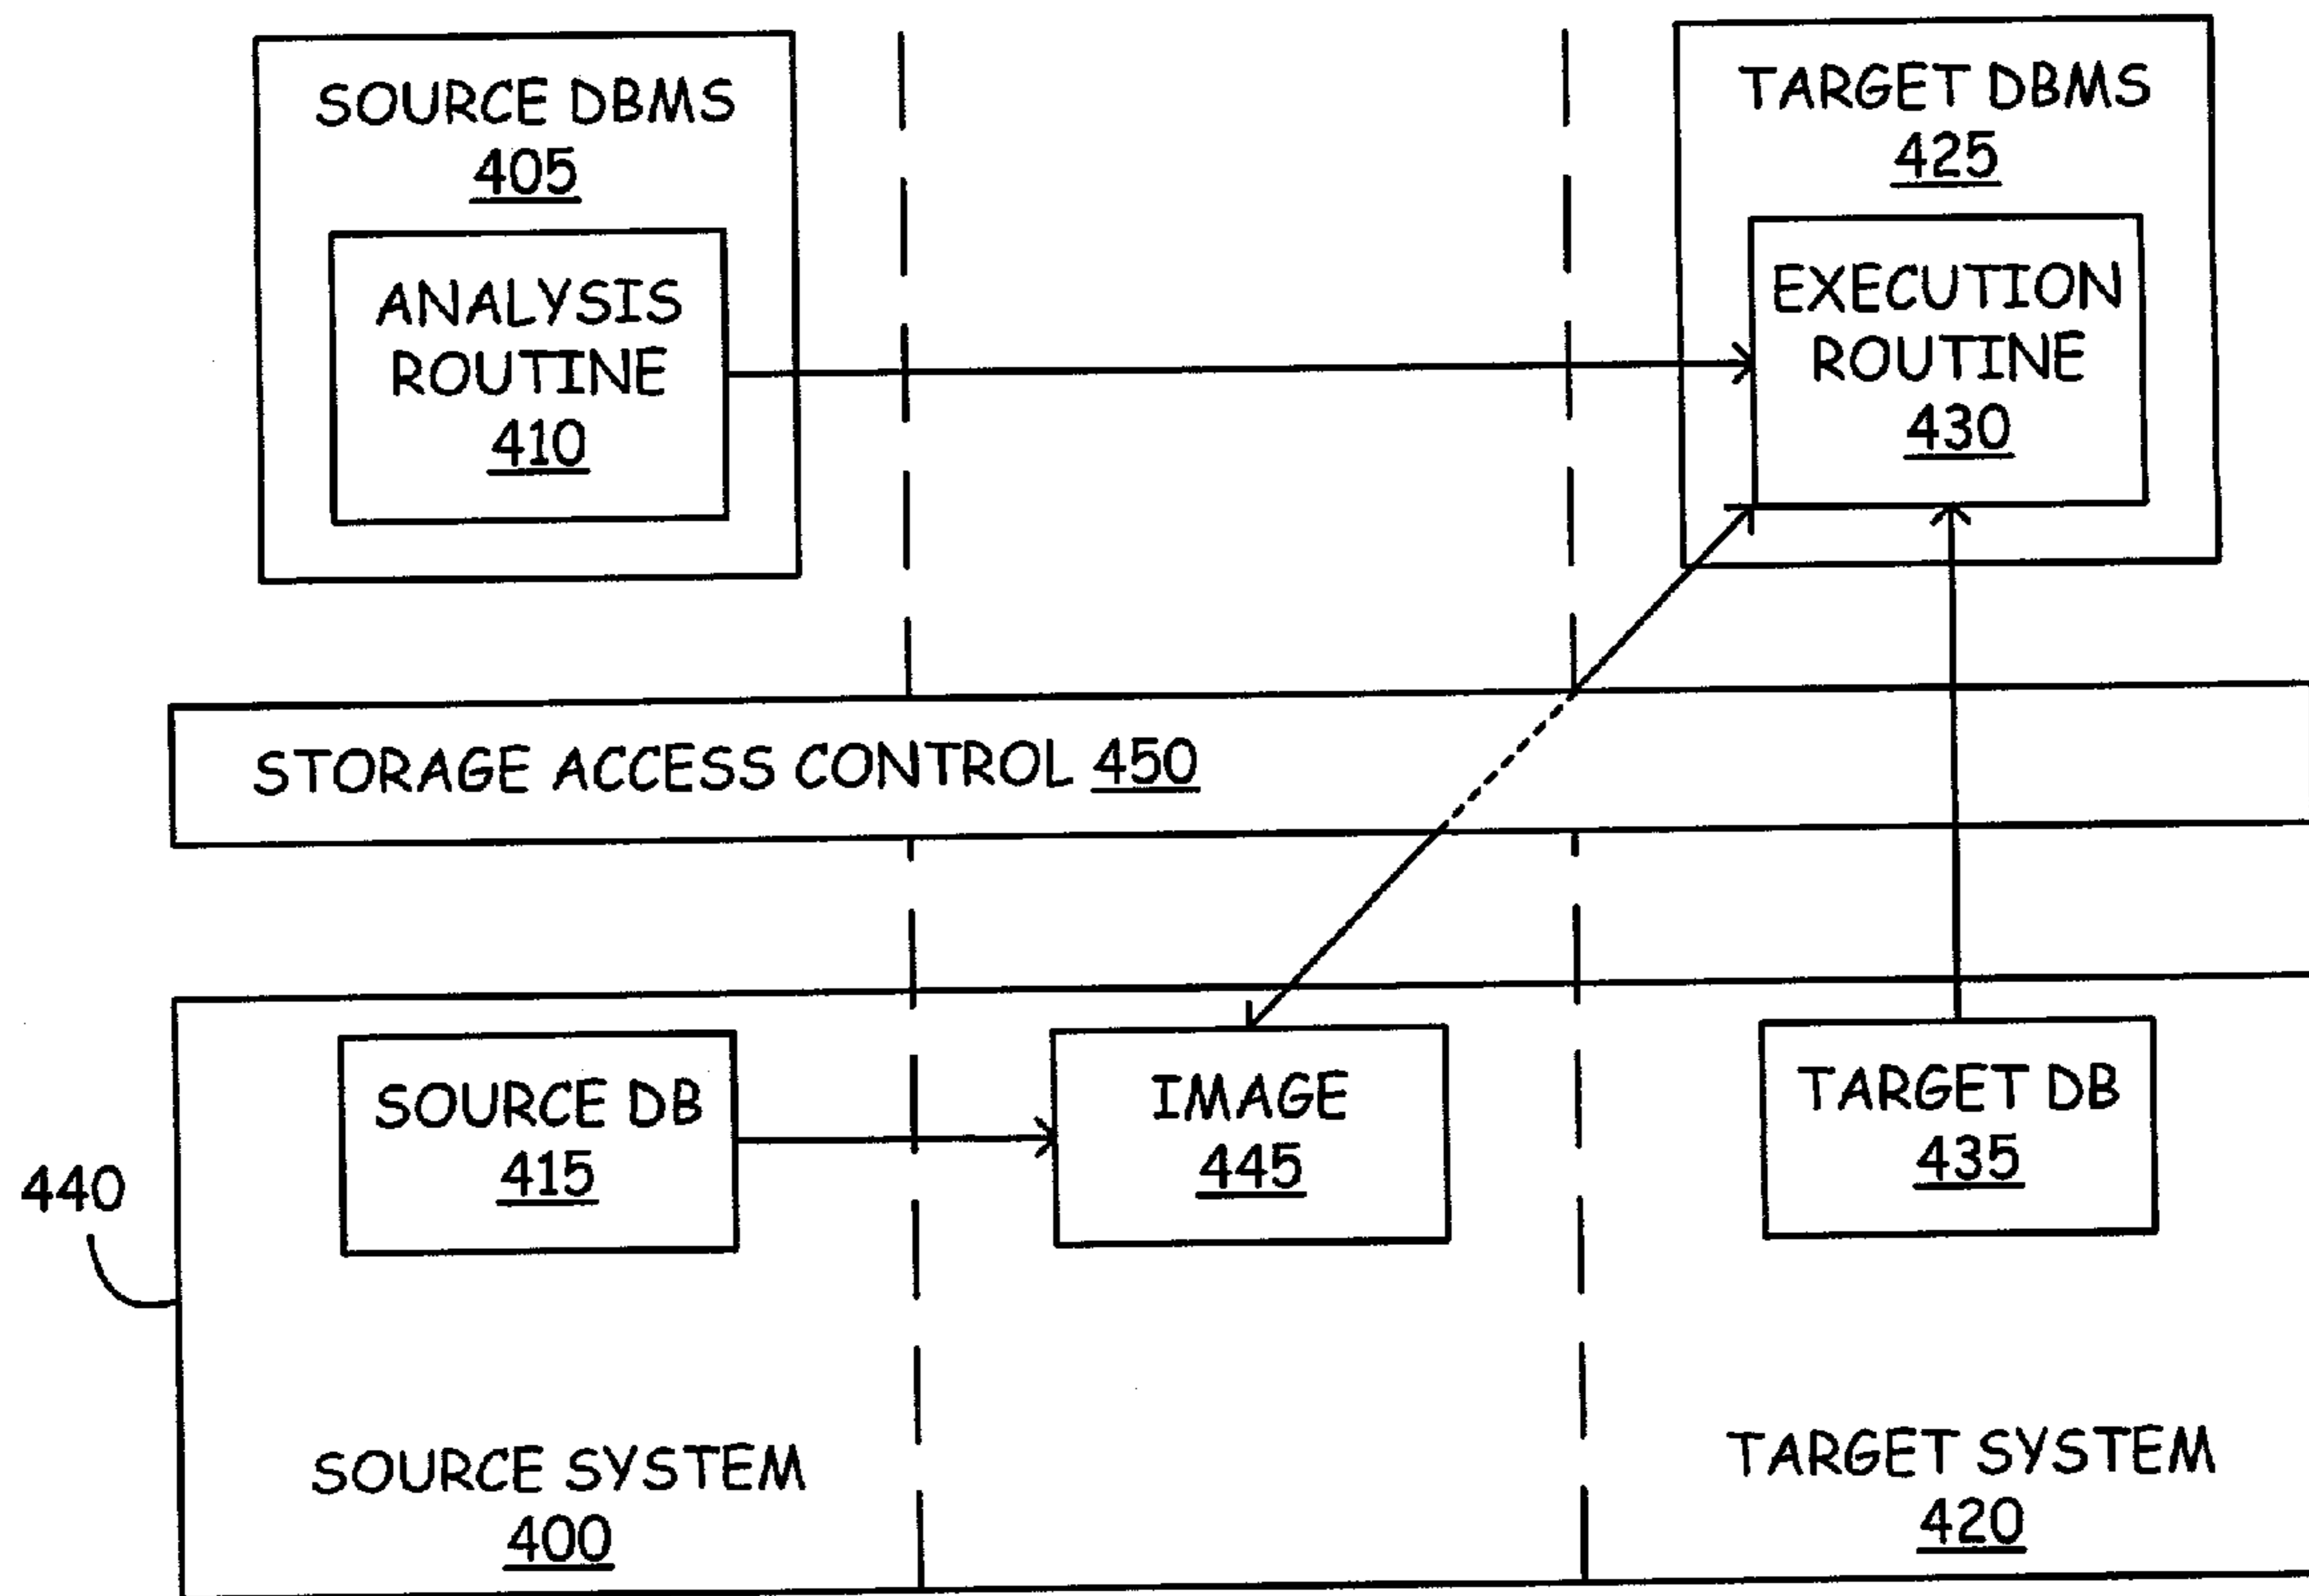 SOURCE DBMS
405
ANALYSIS
ROUTINE
410
TARGET DBMS
425
EXECUTION
ROUTINE
430
STORAGE ACCESS CONTROL 450
SOURCE DB
415
IMAGE
445
TARGET DB
435
440
SOURCE SYSTEM
400
TARGET SYSTEM
420